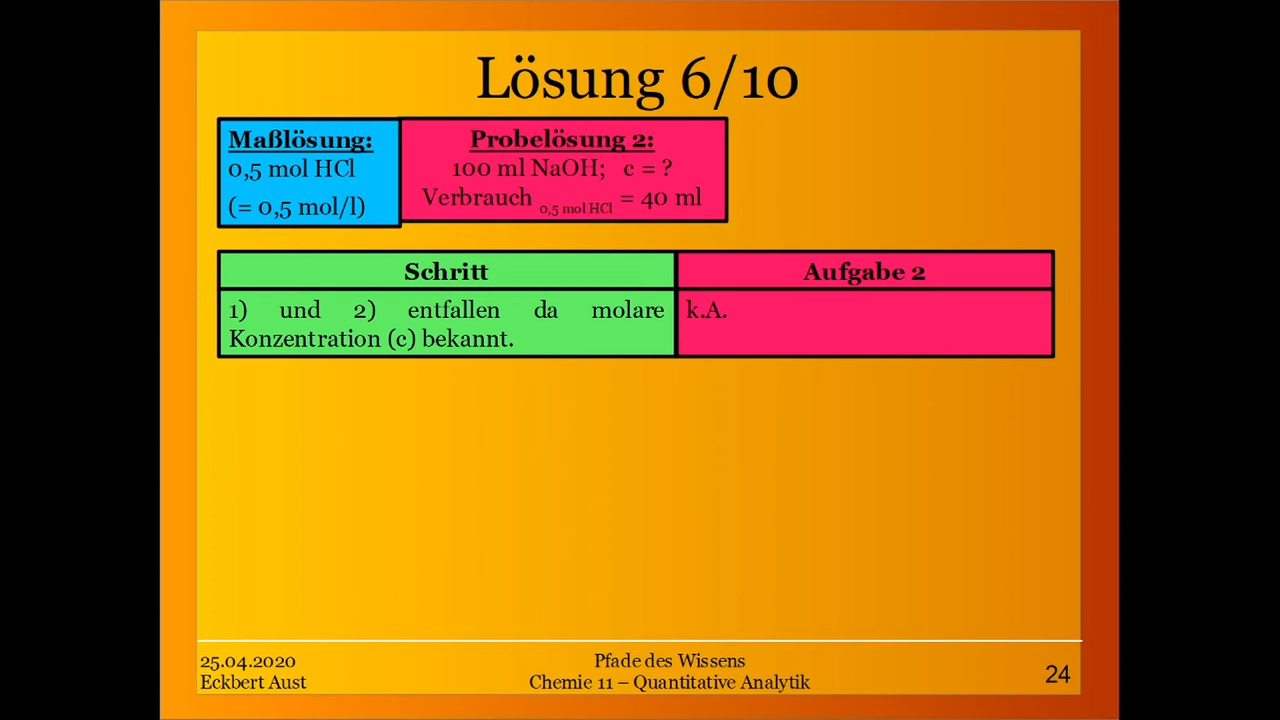 Lösung 6/10
Maßlösung:
0,5 mol HCl
(= 0,5 mol/l)
Probelösung 2:
100 ml NaOH; c = ?
Verbrauch 0,5 mol HCl = 40 ml
Schritt
Aufgabe 2
1) und 2) entfallen da molare
Konzentration (c) bekannt.
k.A.
25.04.2020
Eckbert Aust
Pfade des Wissens
Chemie 11 – Quantitative Analytik
24